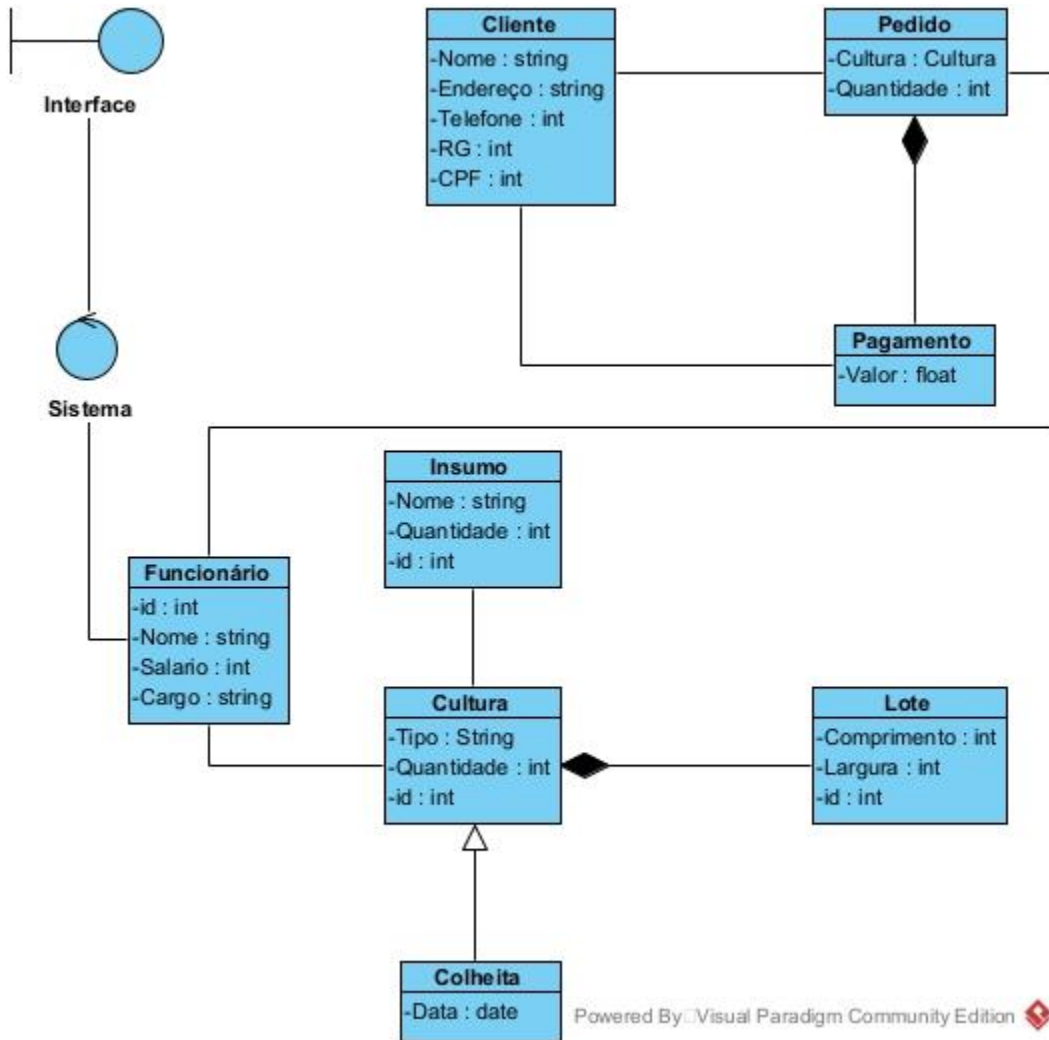 Interface
Sistema
Cliente
-Nome : string
-Endereço : string
-Telefone : int
-RG : int
-CPF : int
Pedido
-Cultura : Cultura
-Quantidade : int
Pagamento
-Valor : float
Insumo
-Nome : string
-Quantidade : int
-id : int
Funcionário
-id : int
-Nome : string
-Salario : int
-Cargo : string
Cultura
-Tipo : String
-Quantidade : int
-id : int
Lote
-Comprimento : int
-Largura : int
-id : int
Colheita
-Data : date
Powered By Visual Paradigm Community Edition